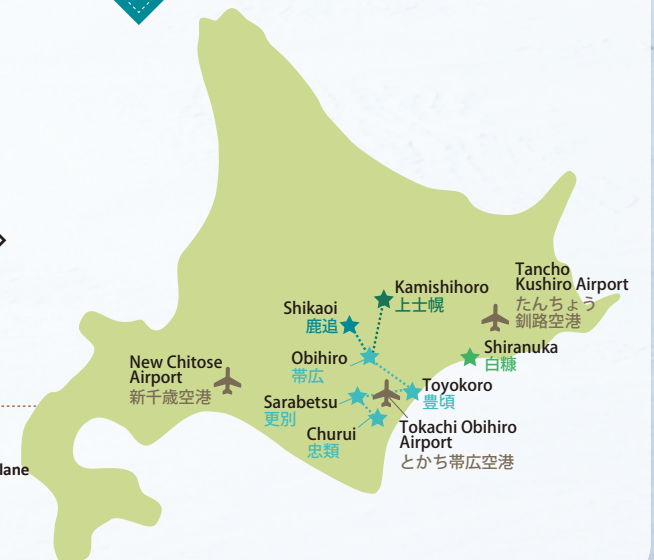 Tancho
Kushiro Airport
たんちょう
釧路空港
Kamishihoro
上士幌
Shikaoi
鹿追
Shiranuka
白糠
Obihiro
帯広
New Chitose
Airport
新千歳空港
Toyokoro
豊頃
Sarabetsu
更別
Tokachi Obihiro
Airport
とかち帯広空港
Churui
忠類
lane